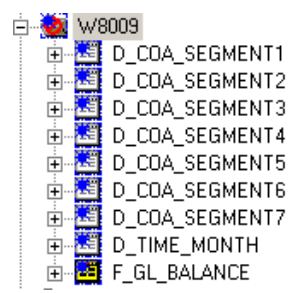 W8009
D_COA_SEGMENT1
D_COA_SEGMENT2
D_COA_SEGMENT3
D_COA_SEGMENT4
D_COA_SEGMENT5
D_COA_SEGMENT6
D_COA_SEGMENT7
D_TIME_MONTH
F_GL_BALANCE